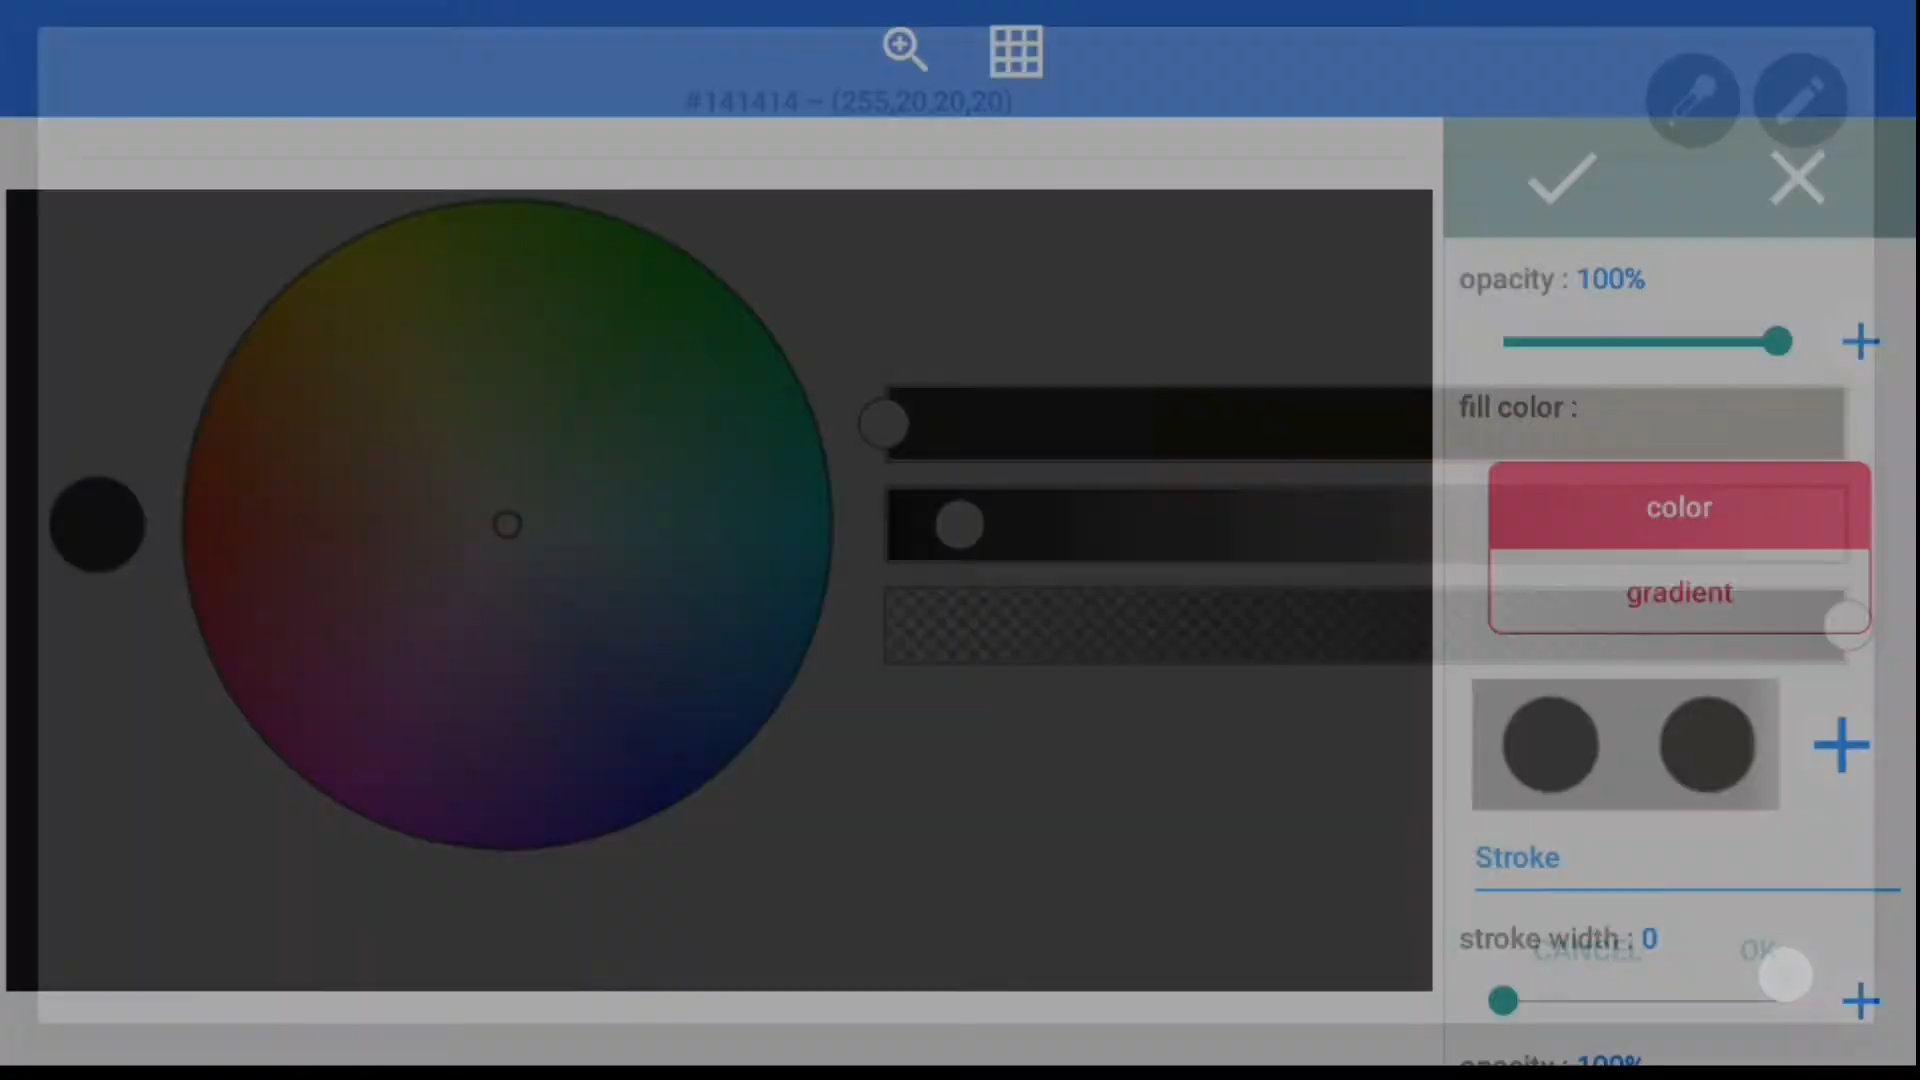 #141414 – (255,20,20,20)
opacity : 100%
fill color :
color
gradient
Stroke
stroke width : 0
CANCEL OK
opacity : 100%